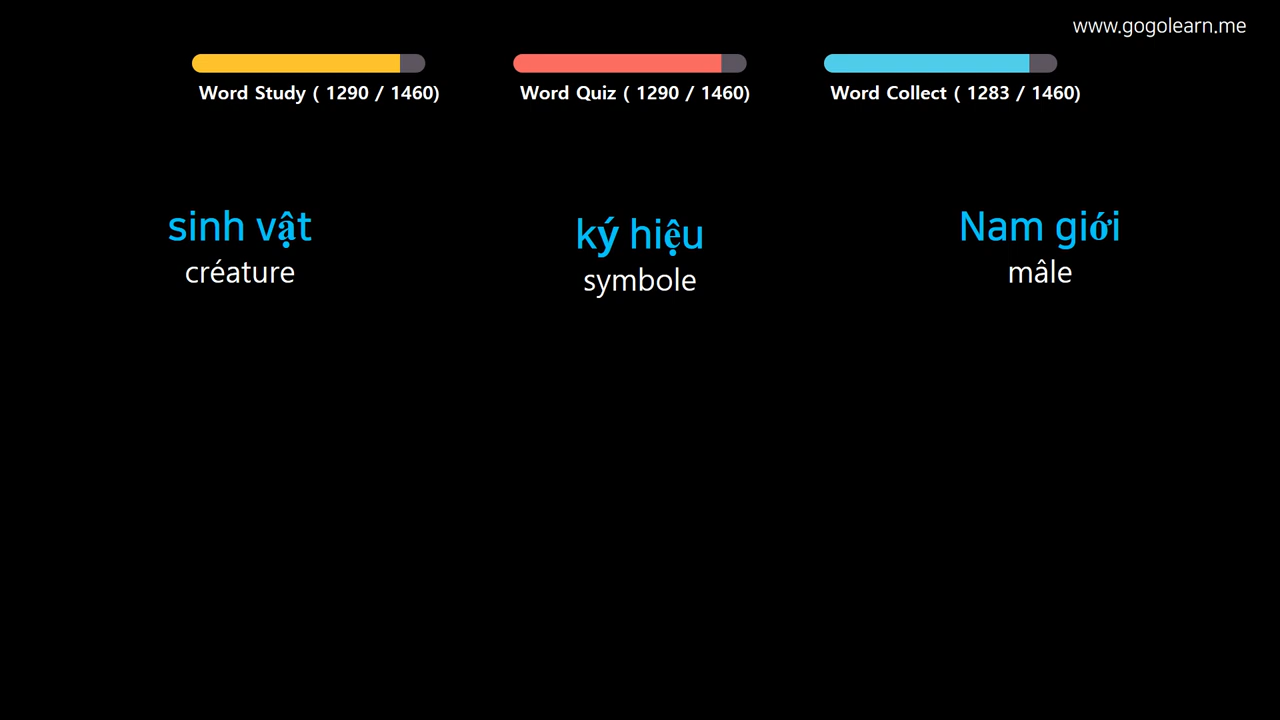 www.gogolearn.me
Word Study ( 1290 / 1460)
Word Quiz ( 1290 / 1460)
Word Collect ( 1283 / 1460)
sinh vật
créature
ký hiệu
symbole
Nam giới
mâle